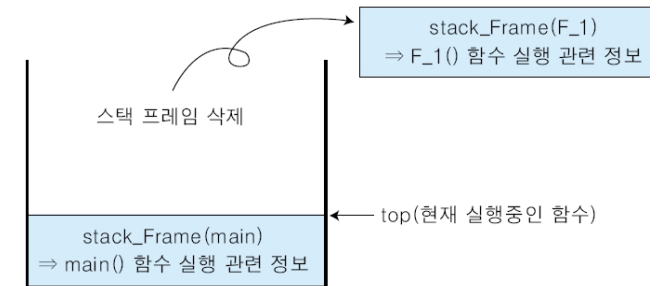 stack_Frame(F_1)
⇒ F_1() 함수 실행 관련 정보
스택 프레임 삭제
top(현재 실행중인 함수)
stack_Frame(main)
⇒ main() 함수 실행 관련 정보